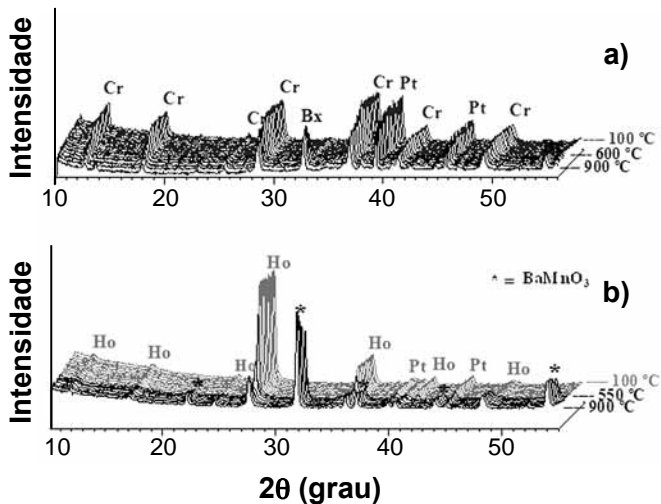 a)
Intensidade
Cr Cr Cr Cr Bx Cr Pt Cr Pt Cr
100 °C
600 °C
900 °C
10 20 30 40 50
b)
Intensidade
Ho Ho Ho Ho * Ho Pt Ho Pt Ho *
*
* = BaMnO₃
100 °C
550 °C
900 °C
10 20 30 40 50
2θ (grau)